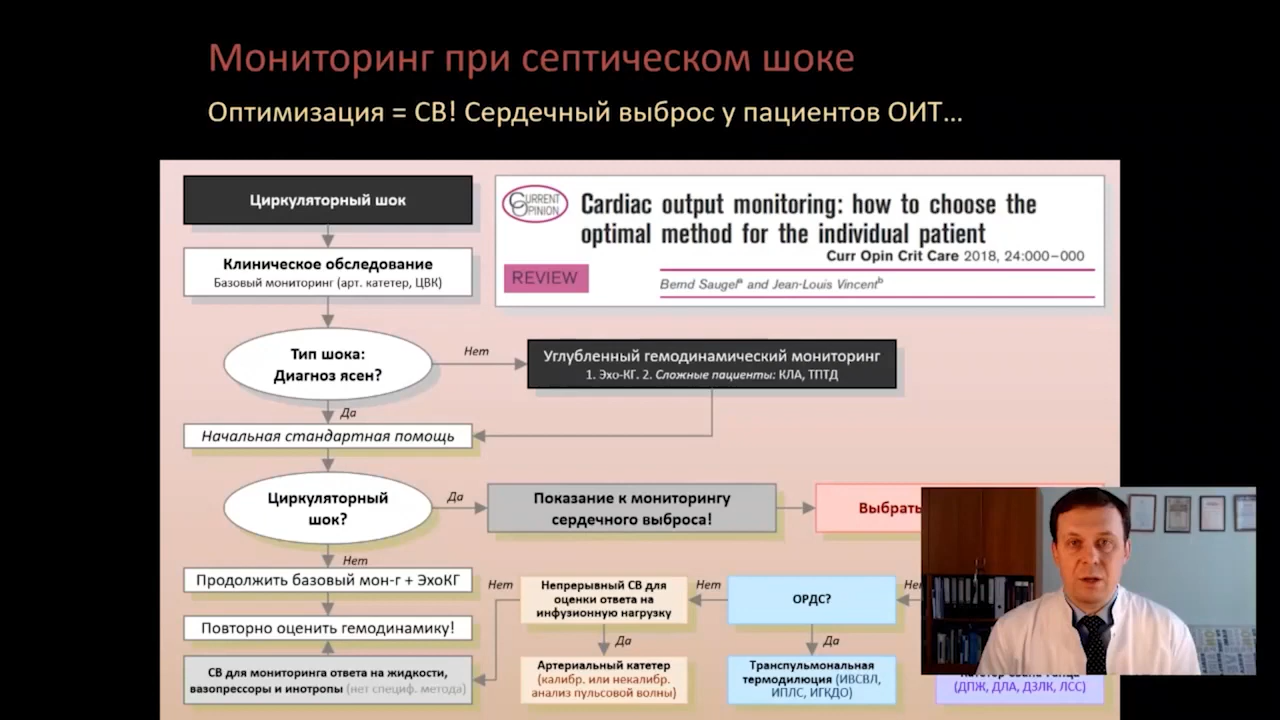 Мониторинг при септическом шоке
Оптимизация = СВ! Сердечный выброс у пациентов ОИТ...
Циркуляторный шок
CURRENT
OPINION
Cardiac output monitoring: how to choose the
optimal method for the individual patient
Curr Opin Crit Care 2018, 24:000–000
REVIEW
Bernd Saugelᵃ and Jean-Louis Vincentᵇ
Клиническое обследование
Базовый мониторинг (арт. катетер, ЦВК)
Тип шока:
Диагноз ясен?
Нет
Углубленный гемодинамический мониторинг
1. Эхо-КГ. 2. Сложные пациенты: КЛА, ТПТД
Да
Начальная стандартная помощь
Циркуляторный
шок?
Да
Показание к мониторингу
сердечного выброса!
Выбрать
Нет
Продолжить базовый мон-г + ЭхоКГ
Повторно оценить гемодинамику!
СВ для мониторинга ответа на жидкости,
вазопрессоры и инотропы (нет специф. метода)
Нет
Непрерывный СВ для
оценки ответа на
инфузионную нагрузку
Нет
ОРДС?
Да
Артериальный катетер
(калибр. или некалибр.
анализ пульсовой волны)
Да
Транспульмональная
термодилюция (ИВСВЛ,
ИПЛС, ИГКДО)
(ДПЖ, ДЛА, ДЗЛК, ЛСС)